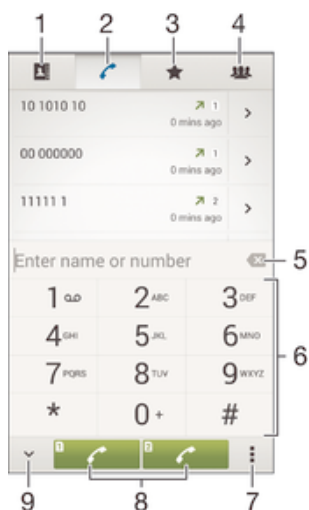 1 2 3 4
10 1010 10 1
0 mins ago
00 000000 1
0 mins ago
11111 1 2
0 mins ago
Enter name or number 5
1 2 ABC 3 DEF
4 GHI 5 JKL 6 MNO
6
7 PQRS 8 TUV 9 WXYZ
* 0 + #
1 2
9 8 7